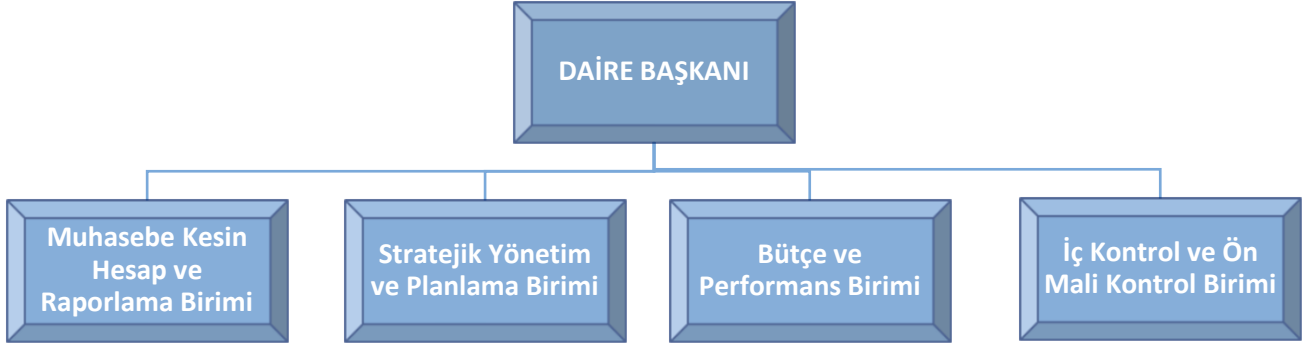 DAİRE BAŞKANI
Muhasebe Kesin
Hesap ve
Raporlama Birimi
Stratejik Yönetim
ve Planlama Birimi
Bütçe ve
Performans Birimi
İç Kontrol ve Ön
Mali Kontrol Birimi